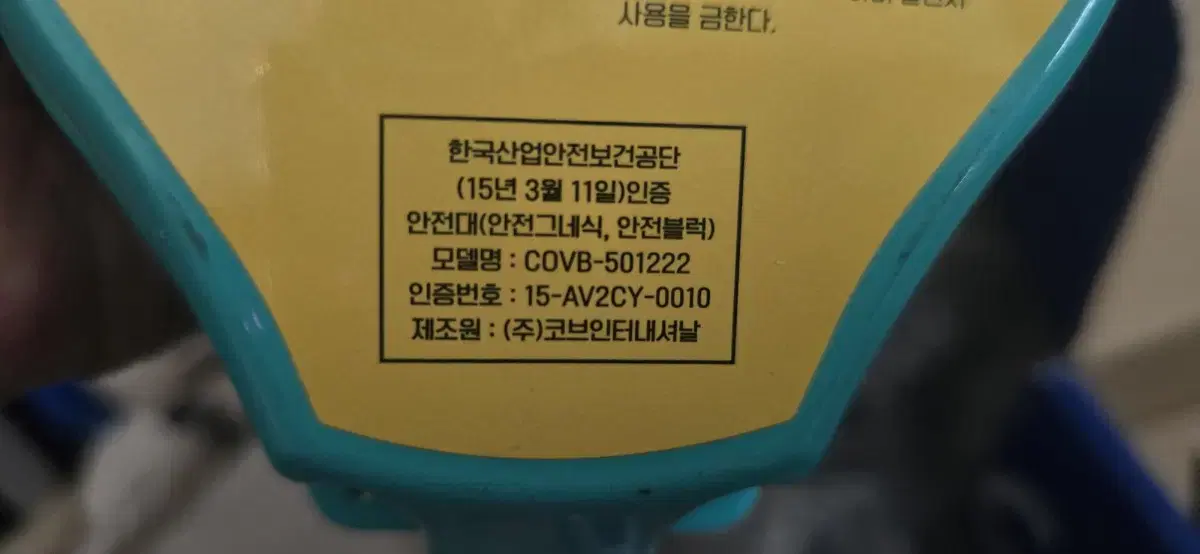 사용을 금한다.
한국산업안전보건공단
(15년 3월 11일)인증
안전대(안전그네식, 안전블럭)
모델명 : COVB-501222
인증번호 : 15-AV2CY-0010
제조원 : (주)코브인터내셔날